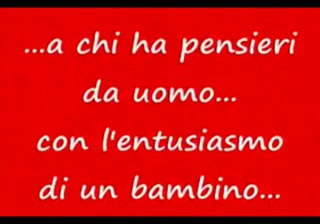 ...a chi ha pensieri
da uomo...
con l'entusiasmo
di un bambino...